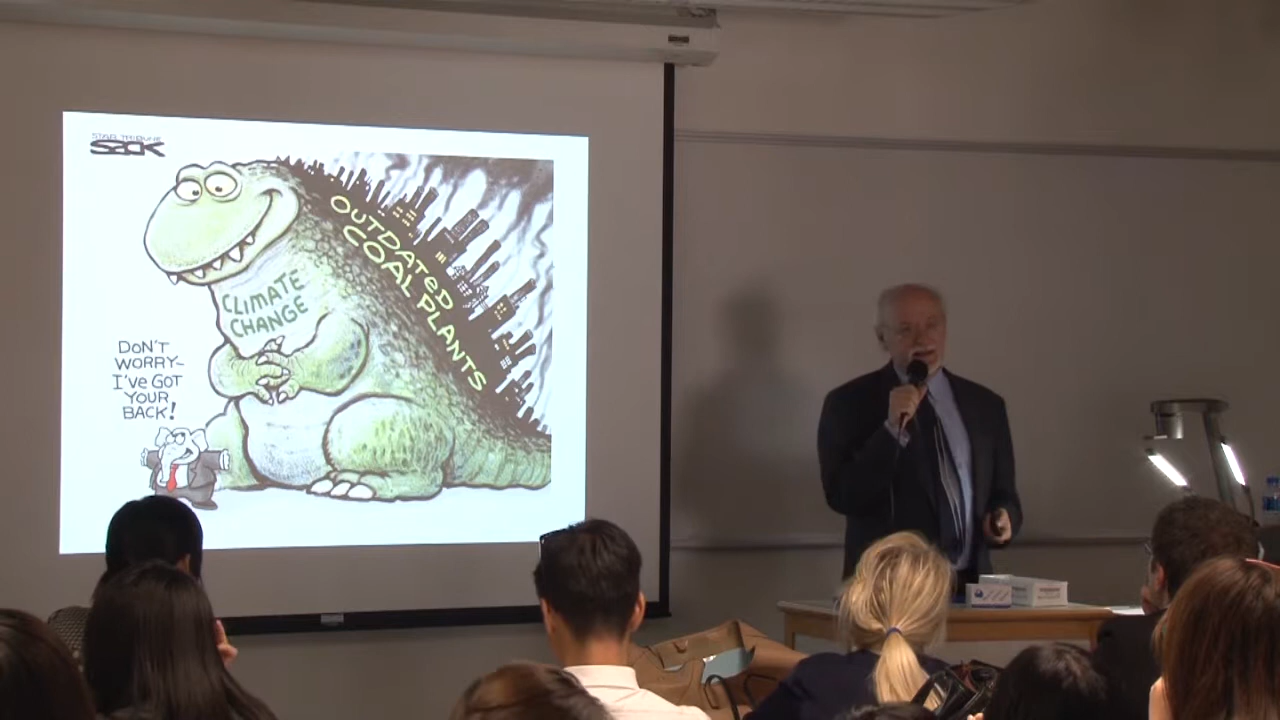 STAR TRIBUNE
SACK
OUTDATED
COAL PLANTS
CLIMATE
CHANGE
DON'T
WORRY-
I'VE GOT
YOUR
BACK!